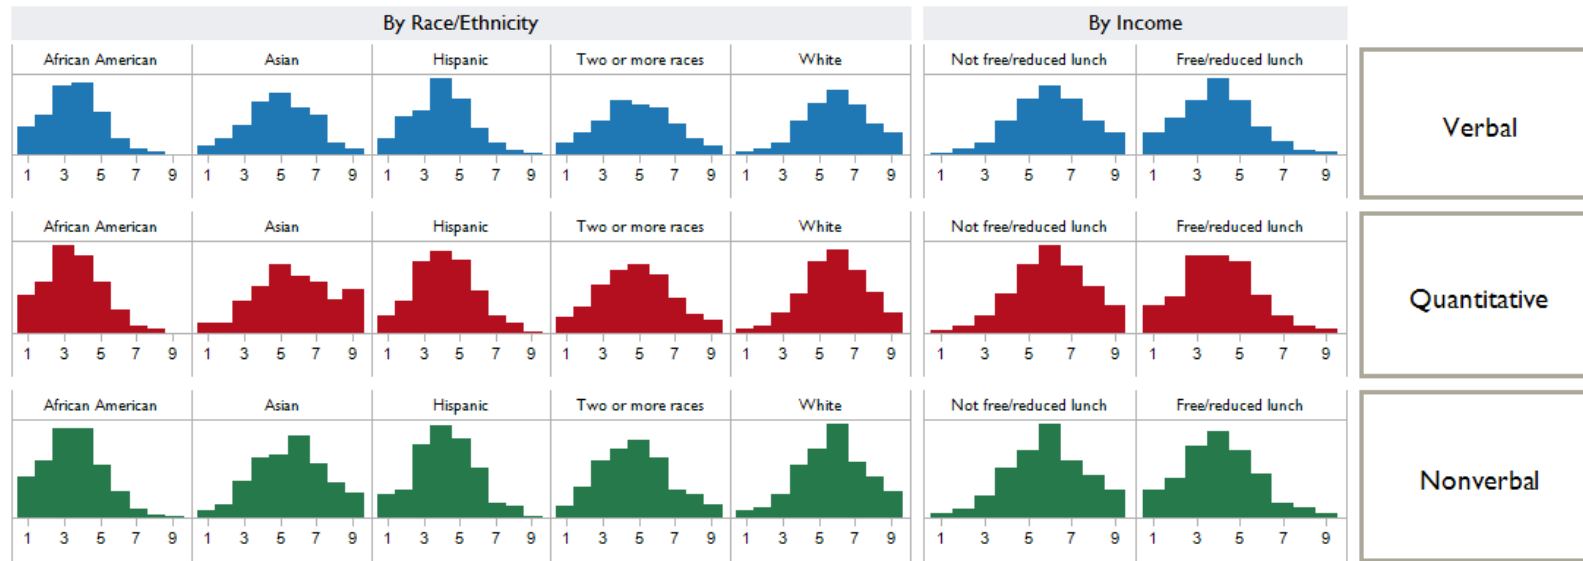 By Race/Ethnicity By Income
African American Asian Hispanic Two or more races White Not free/reduced lunch Free/reduced lunch
Verbal
1 3 5 7 9 1 3 5 7 9 1 3 5 7 9 1 3 5 7 9 1 3 5 7 9 1 3 5 7 9 1 3 5 7 9
African American Asian Hispanic Two or more races White Not free/reduced lunch Free/reduced lunch
Quantitative
1 3 5 7 9 1 3 5 7 9 1 3 5 7 9 1 3 5 7 9 1 3 5 7 9 1 3 5 7 9 1 3 5 7 9
African American Asian Hispanic Two or more races White Not free/reduced lunch Free/reduced lunch
Nonverbal
1 3 5 7 9 1 3 5 7 9 1 3 5 7 9 1 3 5 7 9 1 3 5 7 9 1 3 5 7 9 1 3 5 7 9